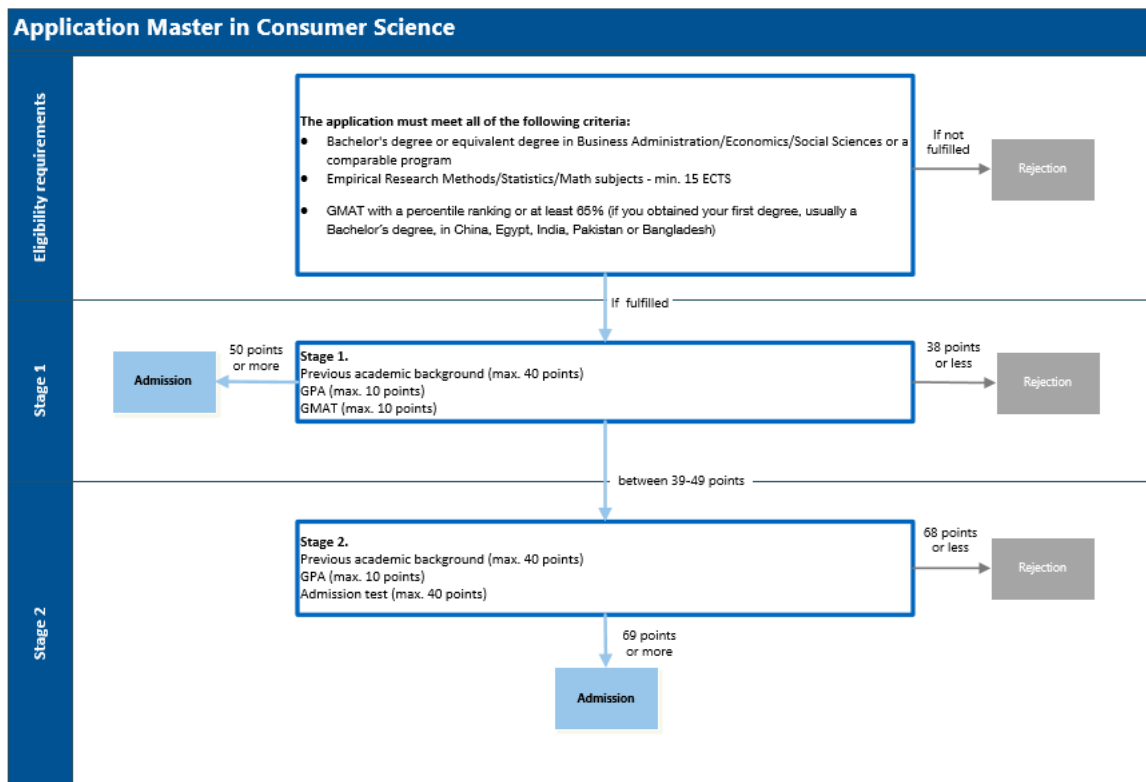 Application Master in Consumer Science
Eligibility requirements
The application must meet all of the following criteria:
● Bachelor's degree or equivalent degree in Business Administration/Economics/Social Sciences or a
comparable program
● Empirical Research Methods/Statistics/Math subjects - min. 15 ECTS
● GMAT with a percentile ranking or at least 65% (if you obtained your first degree, usually a
Bachelor's degree, in China, Egypt, India, Pakistan or Bangladesh)
If not
fulfilled
Rejection
If fulfilled
Stage 1
50 points
or more
Admission
Stage 1.
Previous academic background (max. 40 points)
GPA (max. 10 points)
GMAT (max. 10 points)
38 points
or less
Rejection
between 39-49 points
Stage 2
Stage 2.
Previous academic background (max. 40 points)
GPA (max. 10 points)
Admission test (max. 40 points)
68 points
or less
Rejection
69 points
or more
Admission